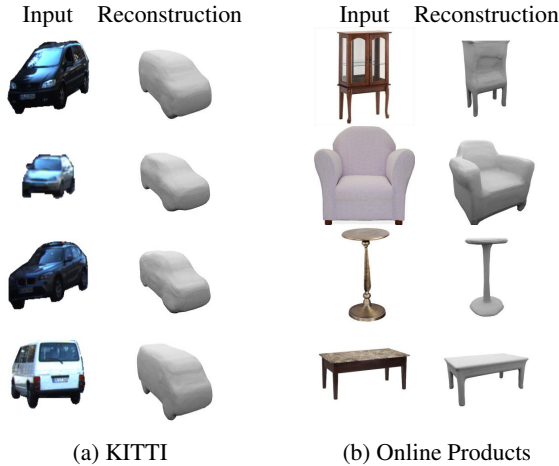 Input Reconstruction
Input Reconstruction
(a) KITTI
(b) Online Products